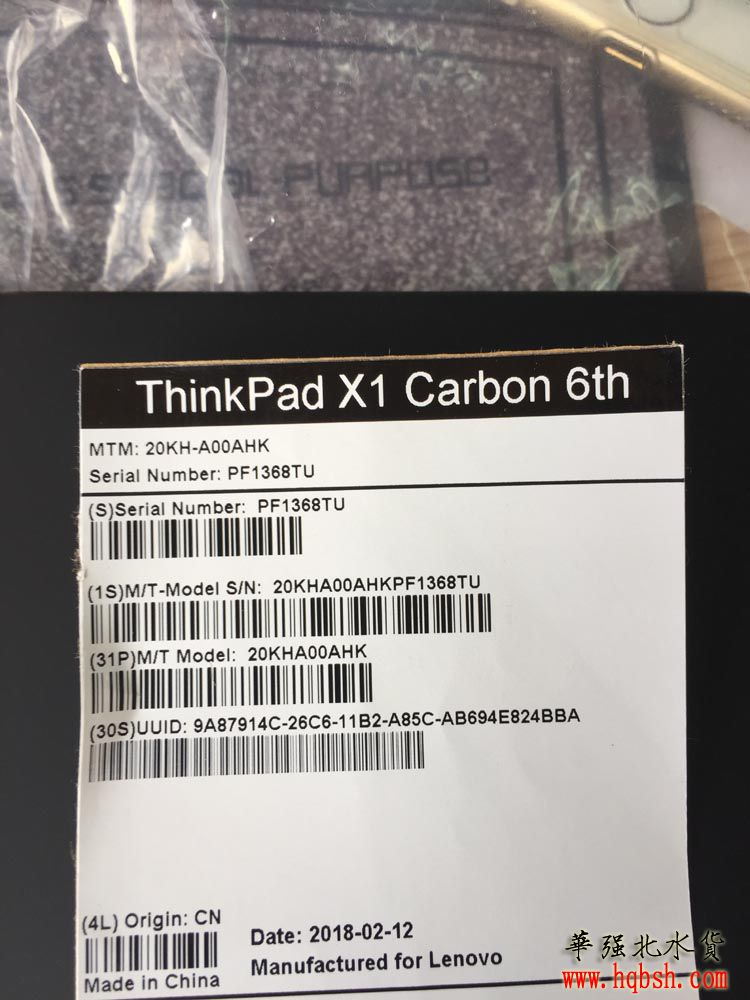 PURPOSE
ThinkPad X1 Carbon 6th
MTM: 20KH-A00AHK
Serial Number: PF1368TU
(S)Serial Number: PF1368TU
(1S)M/T-Model S/N: 20KHA00AHKPF1368TU
(31P)M/T Model: 20KHA00AHK
(30S)UUID: 9A87914C-26C6-11B2-A85C-AB694E824BBA
(4L) Origin: CN
Made in China
Date: 2018-02-12
Manufactured for Lenovo
華强北水貨
www.hqbsh.com